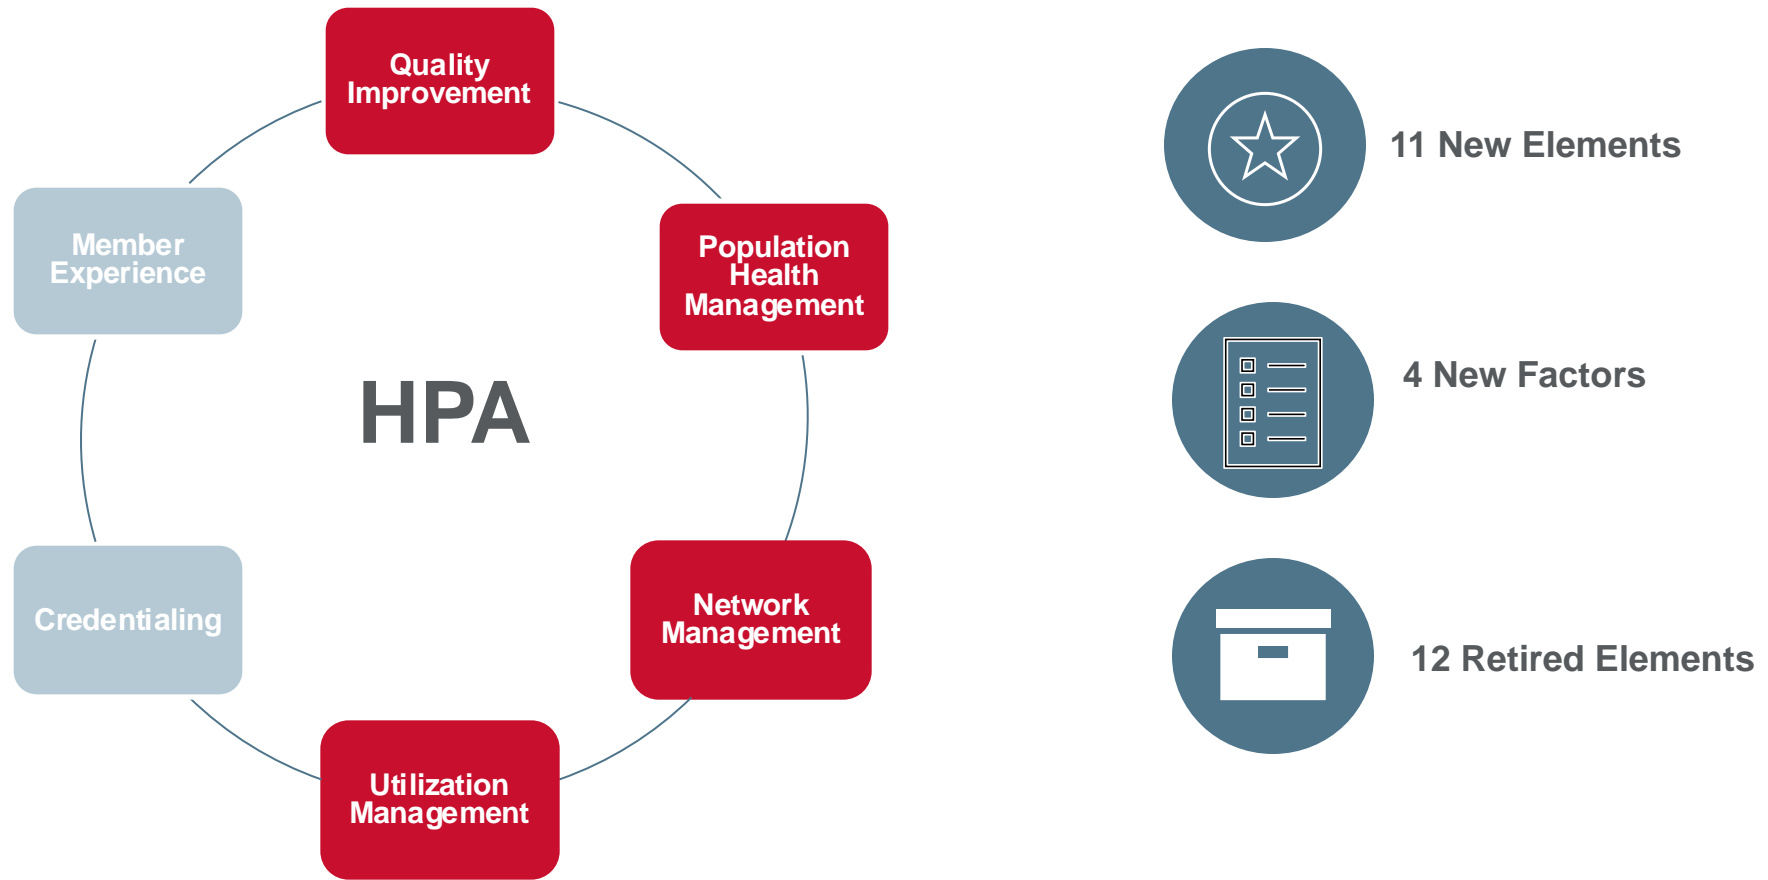 Quality
Improvement
Member
Experience
Population
Health
Management
HPA
Credentialing
Network
Management
Utilization
Management
11 New Elements
4 New Factors
12 Retired Elements